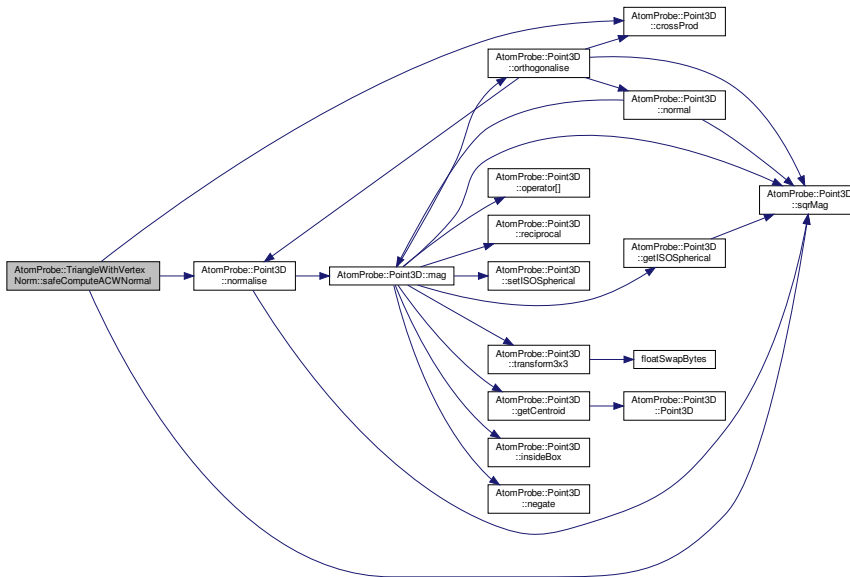 AtomProbe::Point3D
::crossProd
AtomProbe::Point3D
::orthogonalise
AtomProbe::Point3D
::normal
AtomProbe::Point3D
::operator[]
AtomProbe::Point3D
::sqrMag
AtomProbe::Point3D
::reciprocal
AtomProbe::Point3D
::getISOSpherical
AtomProbe::TriangleWithVertex
Norm::safeComputeACWNormal
AtomProbe::Point3D
::normalise
AtomProbe::Point3D::mag
AtomProbe::Point3D
::setISOSpherical
AtomProbe::Point3D
::transform3x3
floatSwapBytes
AtomProbe::Point3D
::getCentroid
AtomProbe::Point3D
::Point3D
AtomProbe::Point3D
::insideBox
AtomProbe::Point3D
::negate